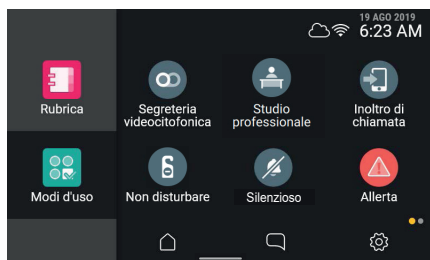 19 AGO 2019
6:23 AM
Rubrica
Segreteria
videocitofonica
Studio
professionale
Inoltro di
chiamata
Modi d'uso
Non disturbare
Silenzioso
Allerta